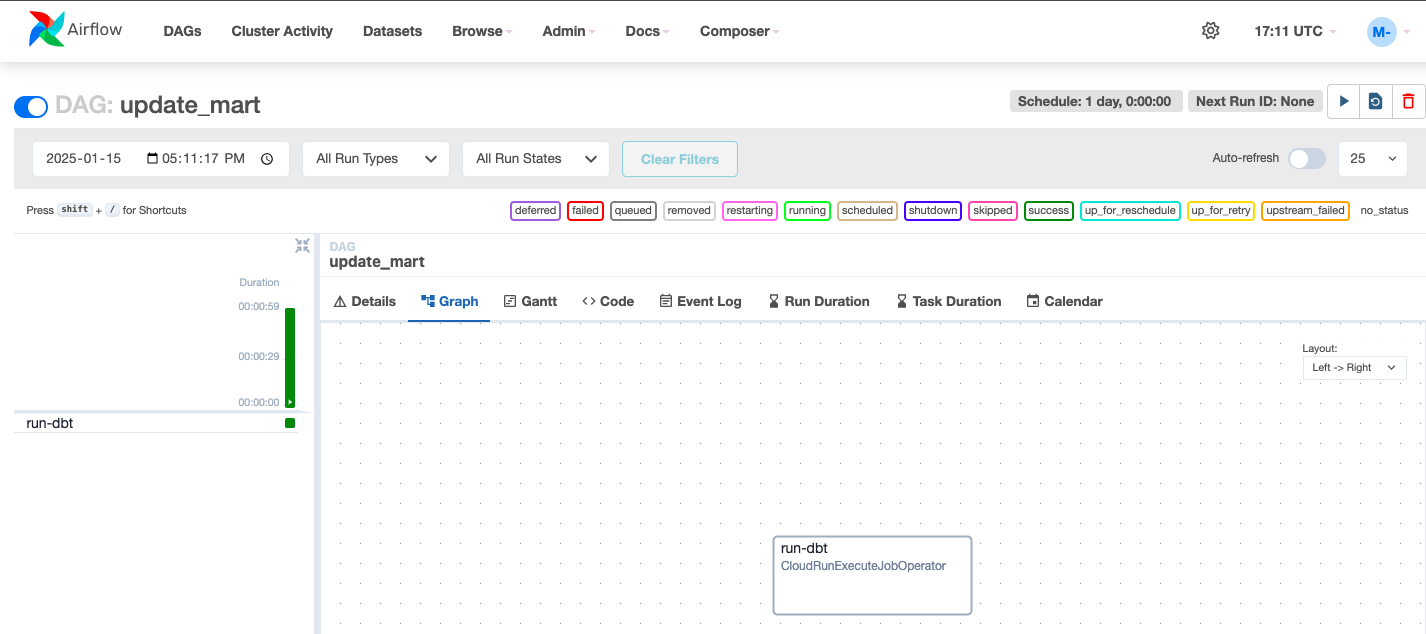 Airflow DAGs Cluster Activity Datasets Browse Admin Docs Composer 17:11 UTC M-
DAG: update_mart Schedule: 1 day, 0:00:00 Next Run ID: None
2025-01-15 05:11:17 PM All Run Types All Run States Clear Filters Auto-refresh 25
Press shift + / for Shortcuts deferred failed queued removed restarting running scheduled shutdown skipped success up_for_reschedule up_for_retry upstream_failed no_status
DAG
update_mart
Duration
00:00:59
00:00:29
00:00:00
run-dbt
Details Graph Gantt Code Event Log Run Duration Task Duration Calendar
Layout:
Left -> Right
run-dbt
CloudRunExecuteJobOperator